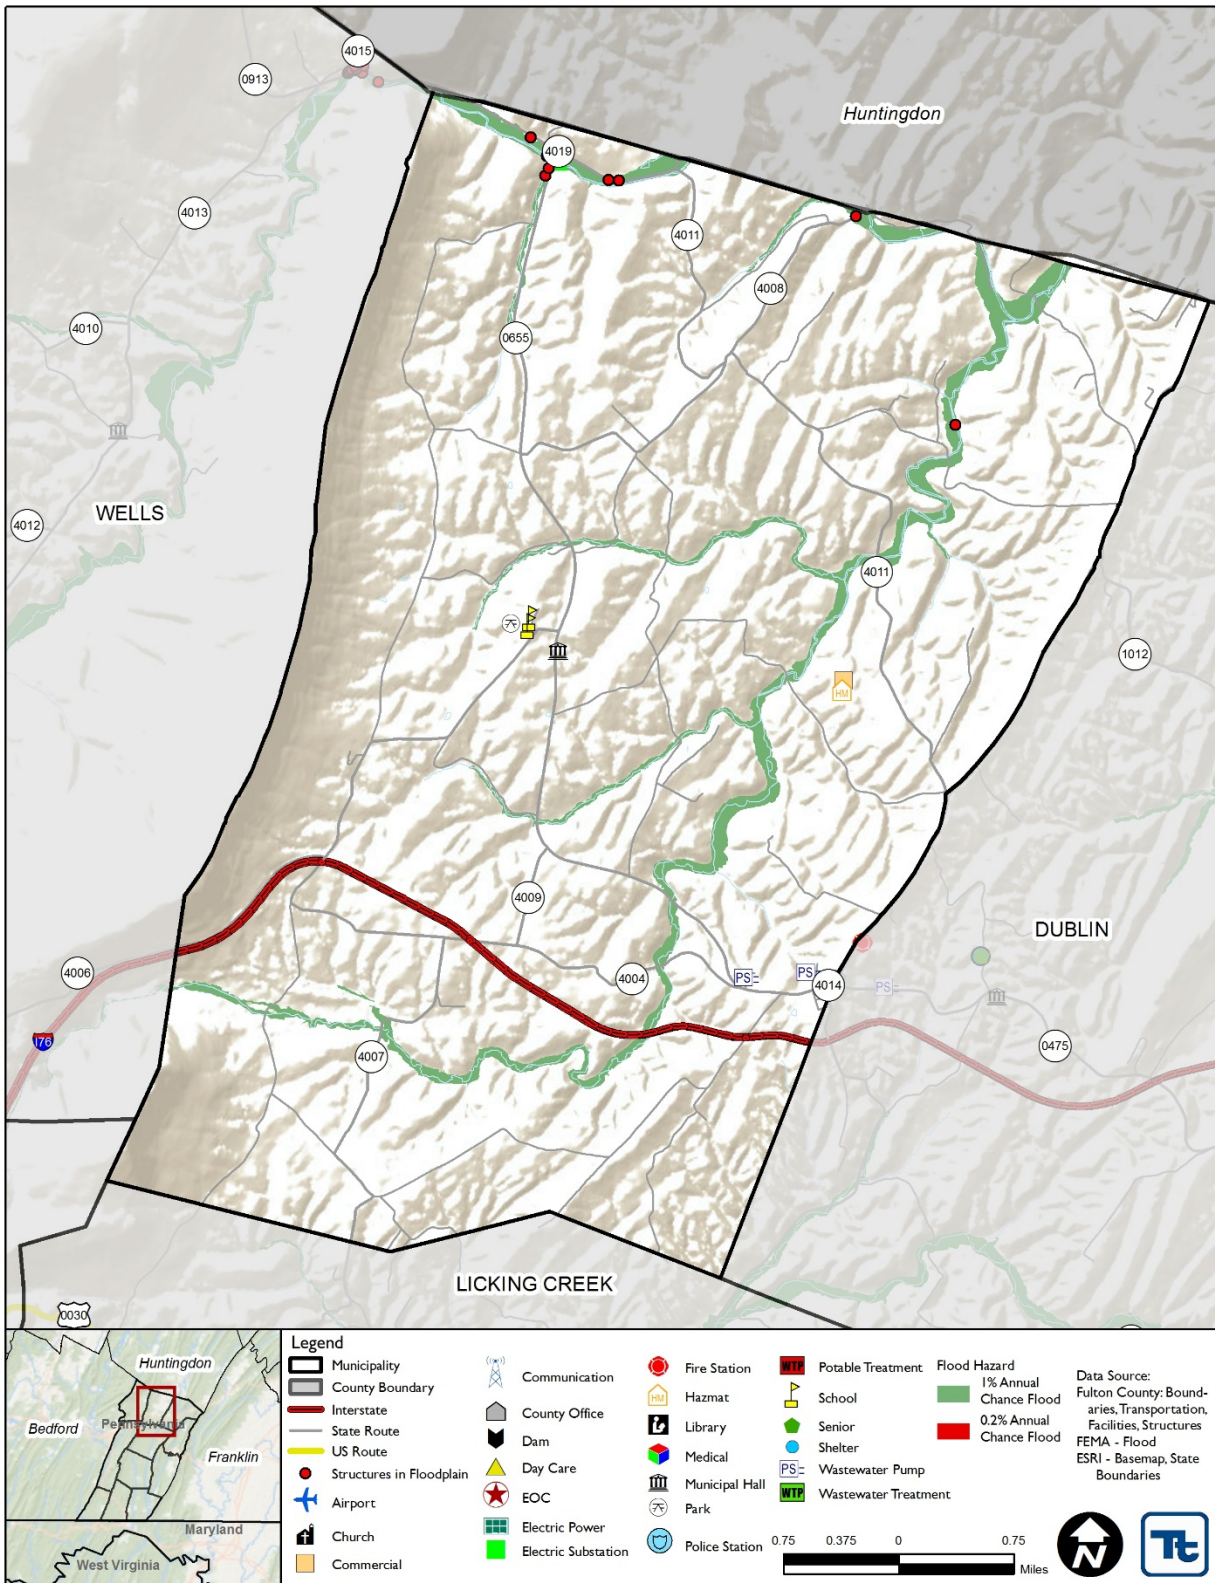 4015
0913
Huntingdon
4019
4013
4011
4008
4010
0655
WELLS
4012
4011
1012
HM
4009
DUBLIN
4006
4004
PS
PS
4014
PS
76
4007
0475
LICKING CREEK
0030
Huntingdon
Bedford
Pennsylvania
Franklin
Maryland
West Virginia
Legend
Municipality
County Boundary
Interstate
State Route
US Route
Structures in Floodplain
Airport
Church
Commercial
Communication
County Office
Dam
Day Care
EOC
Electric Power
Electric Substation
Fire Station
HM Hazmat
Library
Medical
Municipal Hall
Park
Police Station
WTP Potable Treatment
School
Senior
Shelter
PS Wastewater Pump
WTP Wastewater Treatment
Flood Hazard
1% Annual
Chance Flood
0.2% Annual
Chance Flood
Data Source:
Fulton County: Bound-
aries, Transportation,
Facilities, Structures
FEMA - Flood
ESRI - Basemap, State
Boundaries
0.75 0.375 0 0.75
Miles
N
Tt